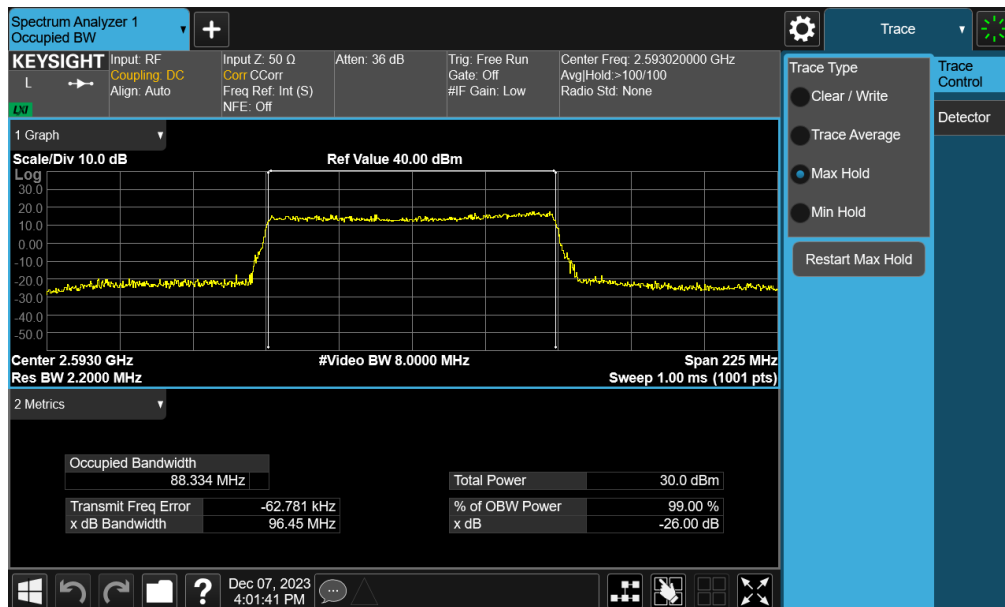 Spectrum Analyzer 1
Occupied BW
+
Trace
KEYSIGHT
L
LXI
Input: RF
Coupling: DC
Align: Auto
Input Z: 50 Ω
Corr CCorr
Freq Ref: Int (S)
NFE: Off
Atten: 36 dB
Trig: Free Run
Gate: Off
#IF Gain: Low
Center Freq: 2.593020000 GHz
Avg|Hold:>100/100
Radio Std: None
Trace Type
Clear / Write
Trace Average
Max Hold
Min Hold
Restart Max Hold
Trace
Control
Detector
1 Graph
Scale/Div 10.0 dB
Ref Value 40.00 dBm
Log
30.0
20.0
10.0
0.00
-10.0
-20.0
-30.0
-40.0
-50.0
Center 2.5930 GHz
#Video BW 8.0000 MHz
Span 225 MHz
Res BW 2.2000 MHz
Sweep 1.00 ms (1001 pts)
2 Metrics
Occupied Bandwidth
88.334 MHz
Total Power 30.0 dBm
Transmit Freq Error -62.781 kHz
% of OBW Power 99.00 %
x dB Bandwidth 96.45 MHz
x dB -26.00 dB
?
Dec 07, 2023
4:01:41 PM